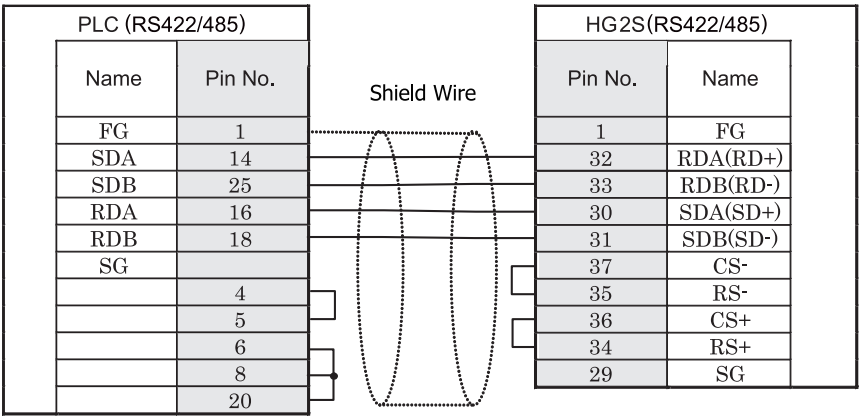 PLC (RS422/485) HG2S(RS422/485)
Name Pin No. Shield Wire Pin No. Name
FG 1 1 FG
SDA 14 32 RDA(RD+)
SDB 25 33 RDB(RD-)
RDA 16 30 SDA(SD+)
RDB 18 31 SDB(SD-)
SG 37 CS-
4 35 RS-
5 36 CS+
6 34 RS+
8 29 SG
20